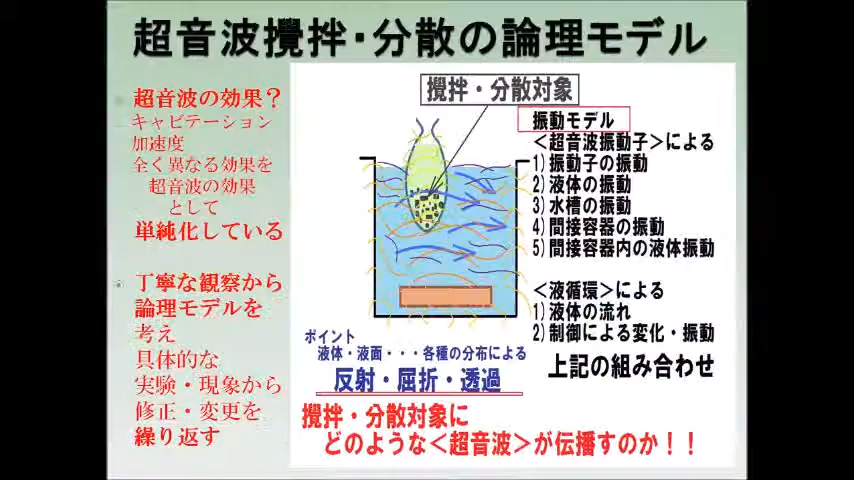 超音波攪拌・分散の論理モデル
超音波の効果？
キャビテーション
加速度
全く異なる効果を
超音波の効果
として
単純化している
丁寧な観察から
論理モデルを
考え
具体的な
実験・現象から
修正・変更を
繰り返す
攪拌・分散対象
振動モデル
＜超音波振動子＞による
1）振動子の振動
2）液体の振動
3）水槽の振動
4）間接容器の振動
5）間接容器内の液体振動
＜液循環＞による
1）液体の流れ
2）制御による変化・振動
上記の組み合わせ
ポイント
液体・液面・・・各種の分布による
反射・屈折・透過
攪拌・分散対象に
どのような＜超音波＞が伝播すのか！！